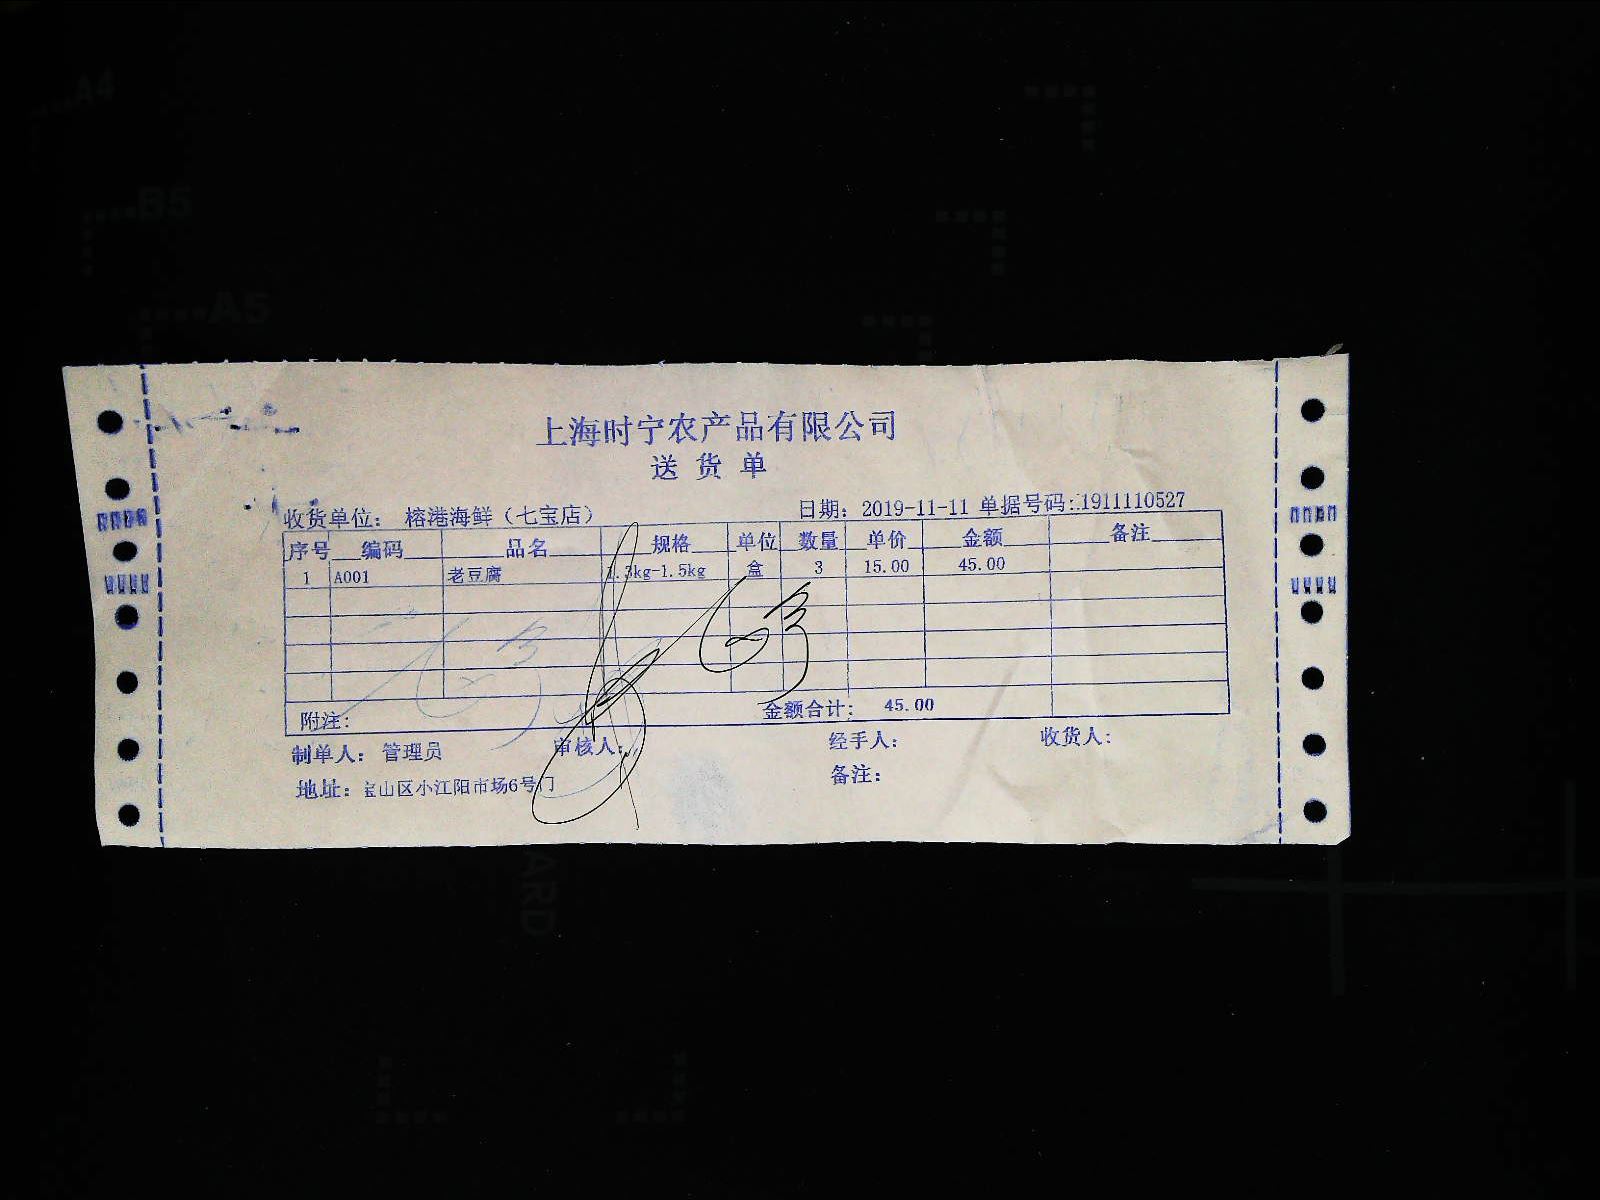 上海时宁农产品有限公司
送货单
收货单位： 榕港海鲜（七宝店） 日期：2019-11-11 单据号码：1911110527
序号 编码 品名 规格 单位 数量 单价 金额 备注
1 A001 老豆腐 1.3kg-1.5kg 盒 3 15.00 45.00
附注： 金额合计： 45.00
制单人： 管理员 审核人： 经手人： 收货人：
地址：宝山区小江阳市场6号门 备注：
A4
B5
A5
ARD